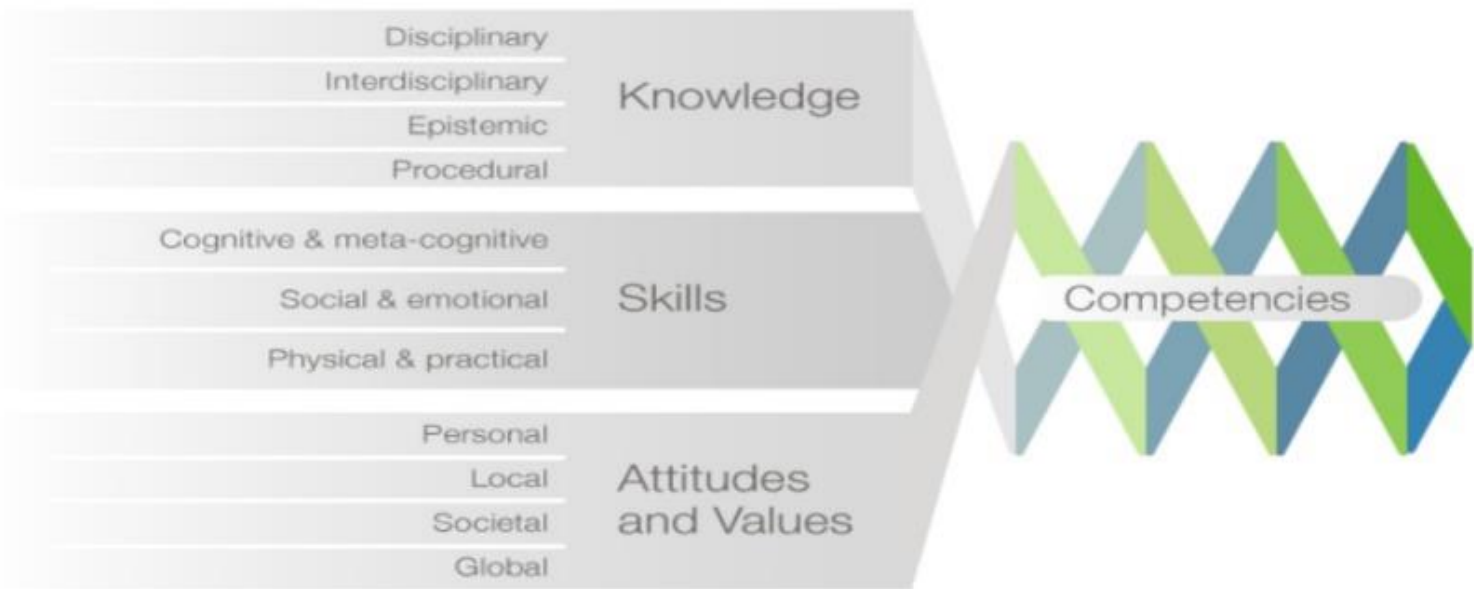 Disciplinary
Interdisciplinary
Epistemic
Procedural
Knowledge
Cognitive & meta-cognitive
Social & emotional
Physical & practical
Skills
Personal
Local
Societal
Global
Attitudes
and Values
Competencies